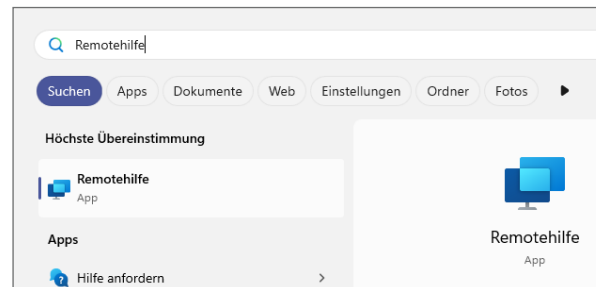 Remotehilfe
Suchen Apps Dokumente Web Einstellungen Ordner Fotos
Höchste Übereinstimmung
Remotehilfe
App
Apps
Hilfe anfordern
Remotehilfe
App